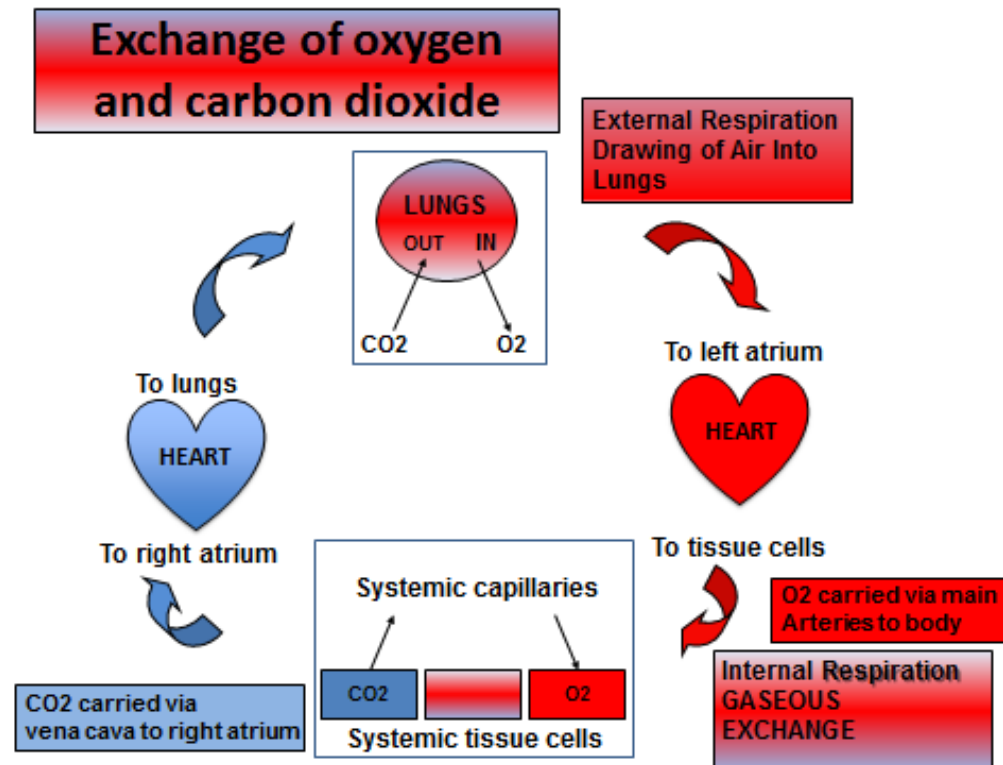 Exchange of oxygen
and carbon dioxide
External Respiration
Drawing of Air Into
Lungs
LUNGS
OUT IN
CO2 O2
To lungs
HEART
To right atrium
To left atrium
HEART
To tissue cells
O2 carried via main
Arteries to body
Internal Respiration
GASEOUS
EXCHANGE
Systemic capillaries
CO2 O2
Systemic tissue cells
CO2 carried via
vena cava to right atrium